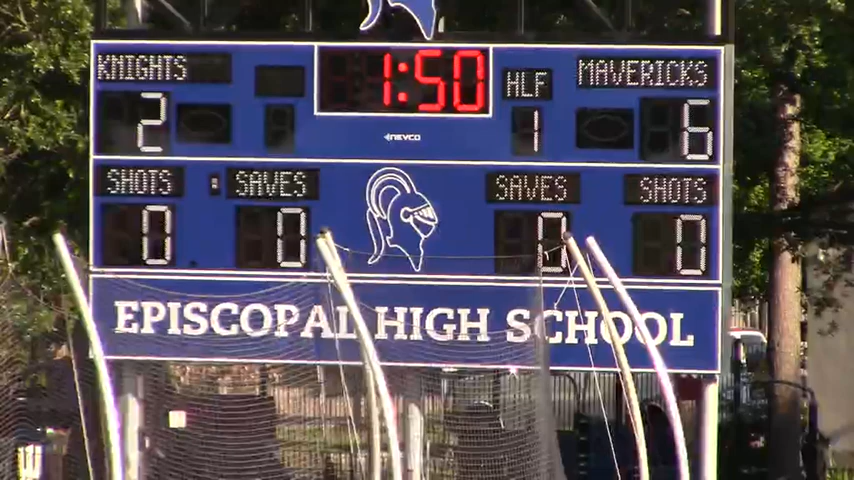 KNIGHTS 1:50 HLF MAVERICKS
2 NEVCO 1 6
SHOTS SAVES SAVES SHOTS
0 0 0 0
EPISCOPAL HIGH SCHOOL